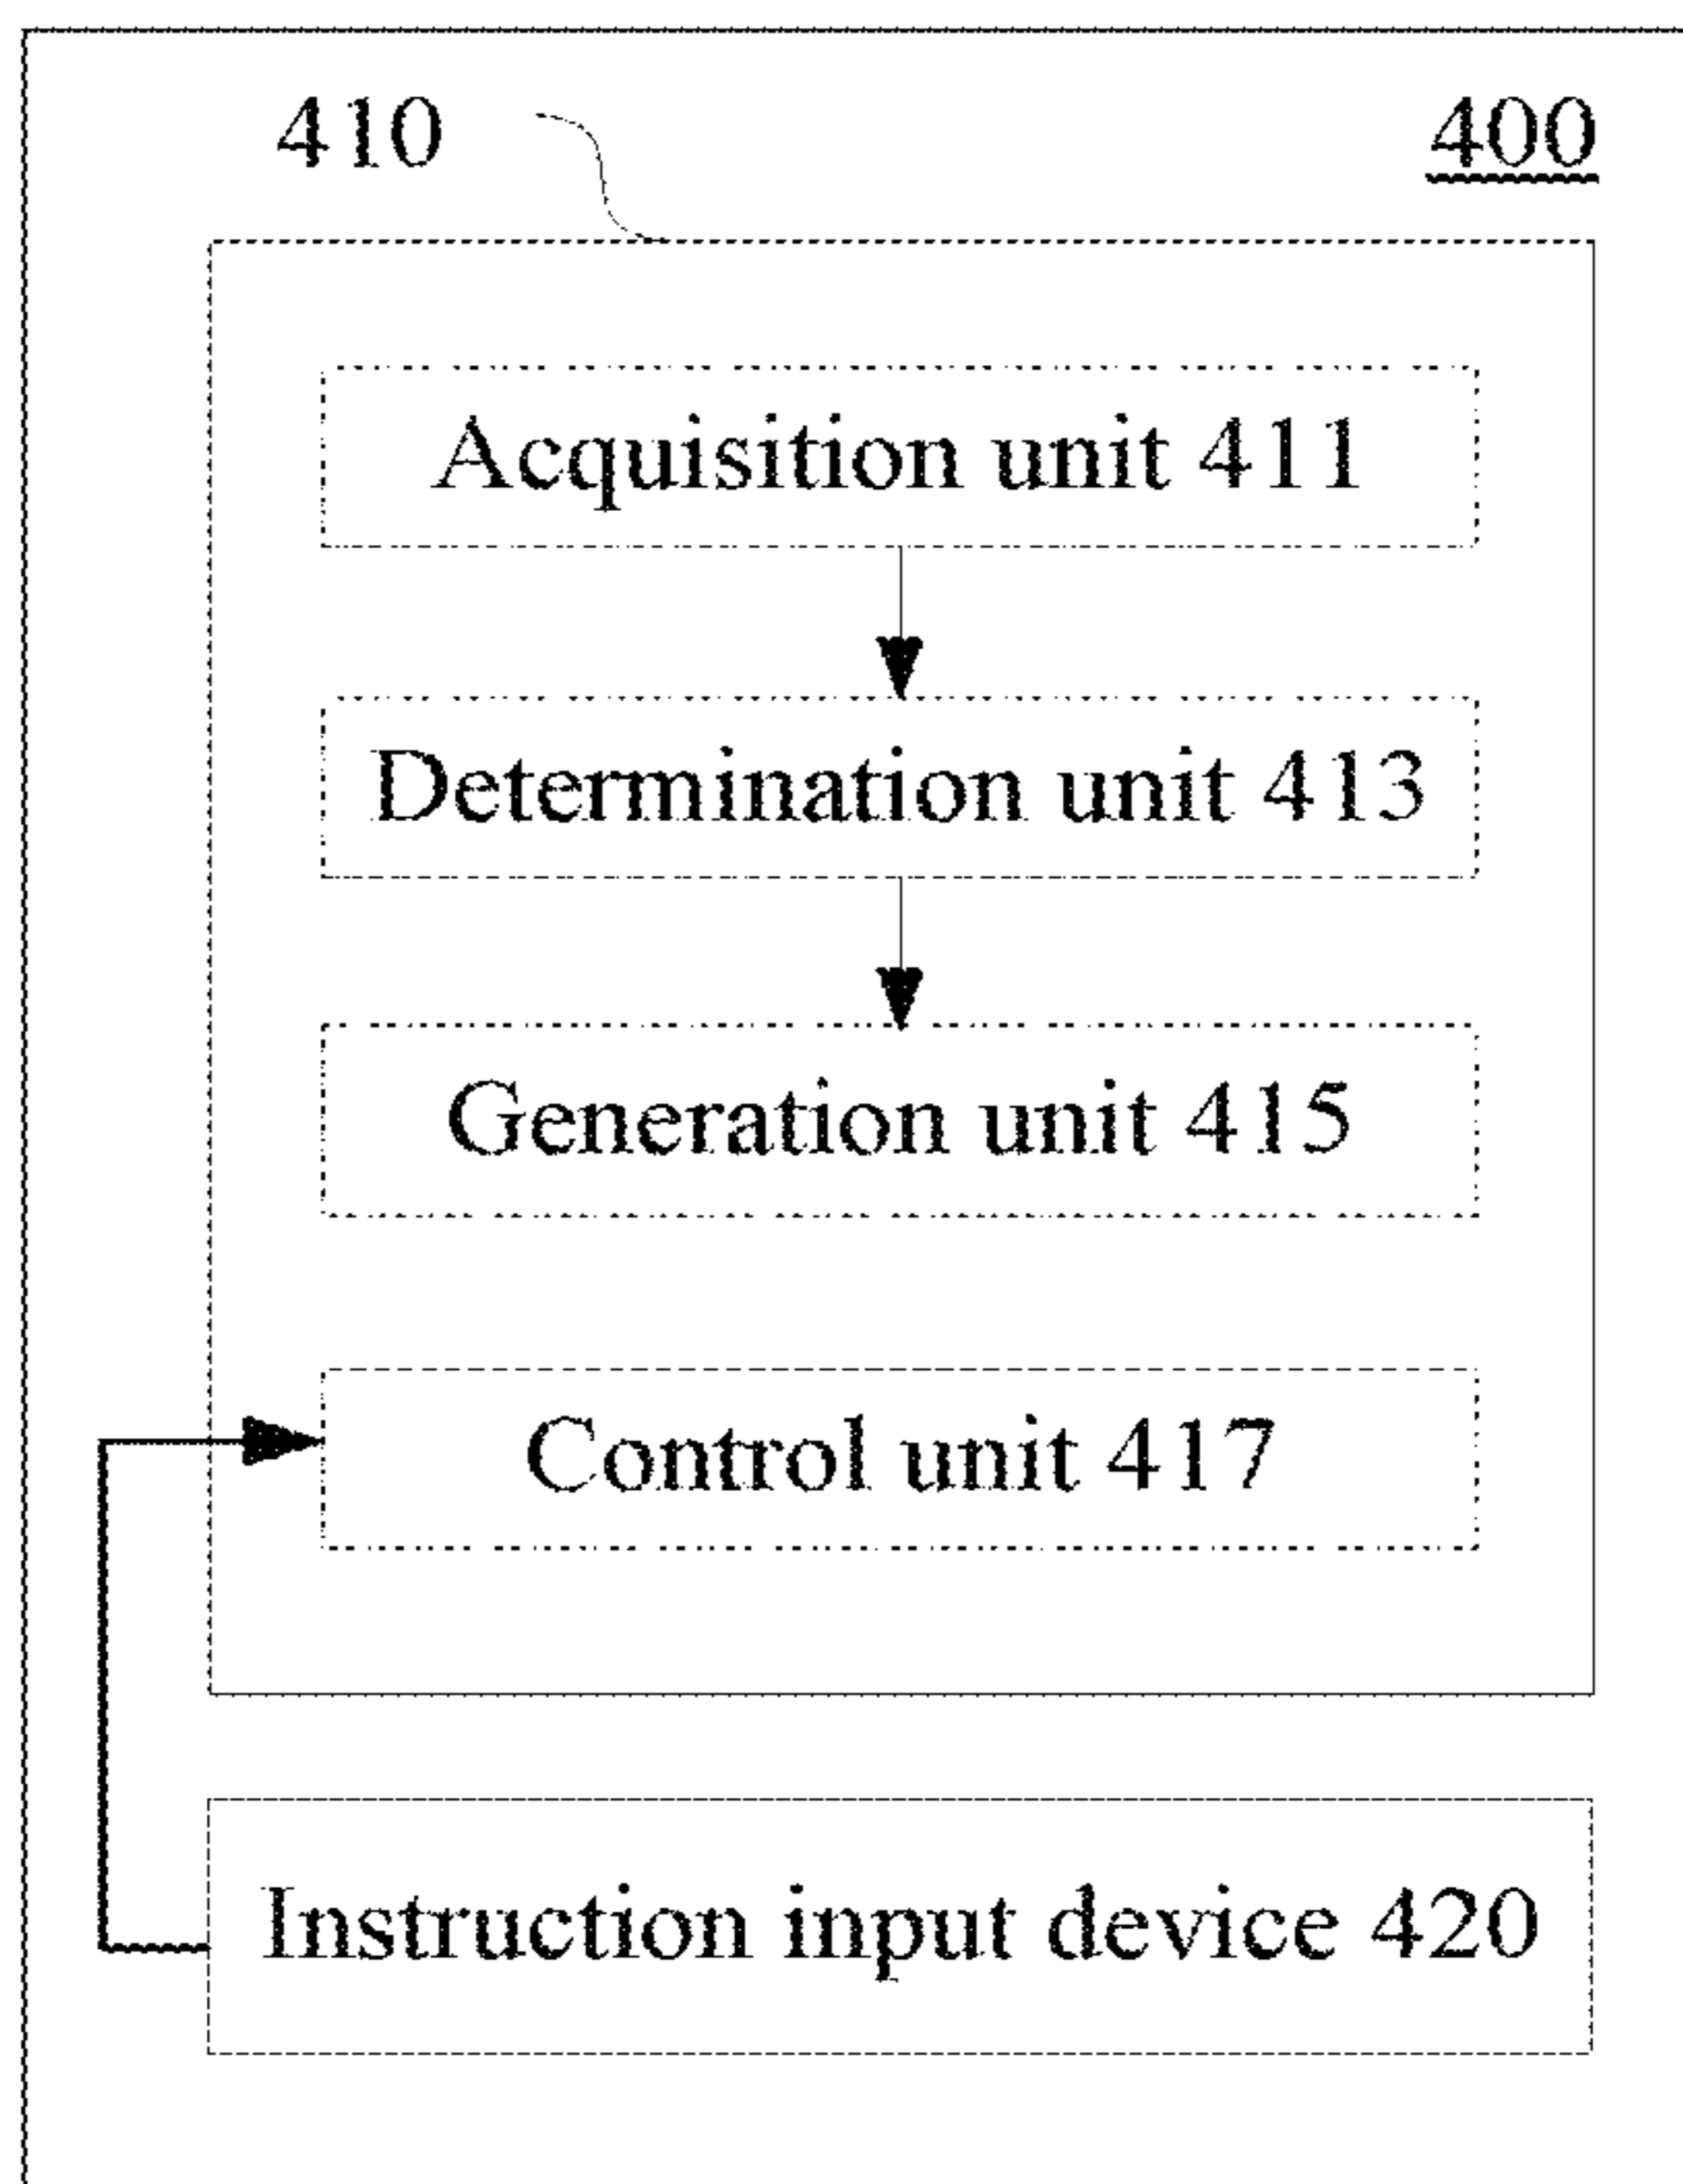 410
400
Acquisition unit 411
Determination unit 413
Generation unit 415
Control unit 417
Instruction input device 420